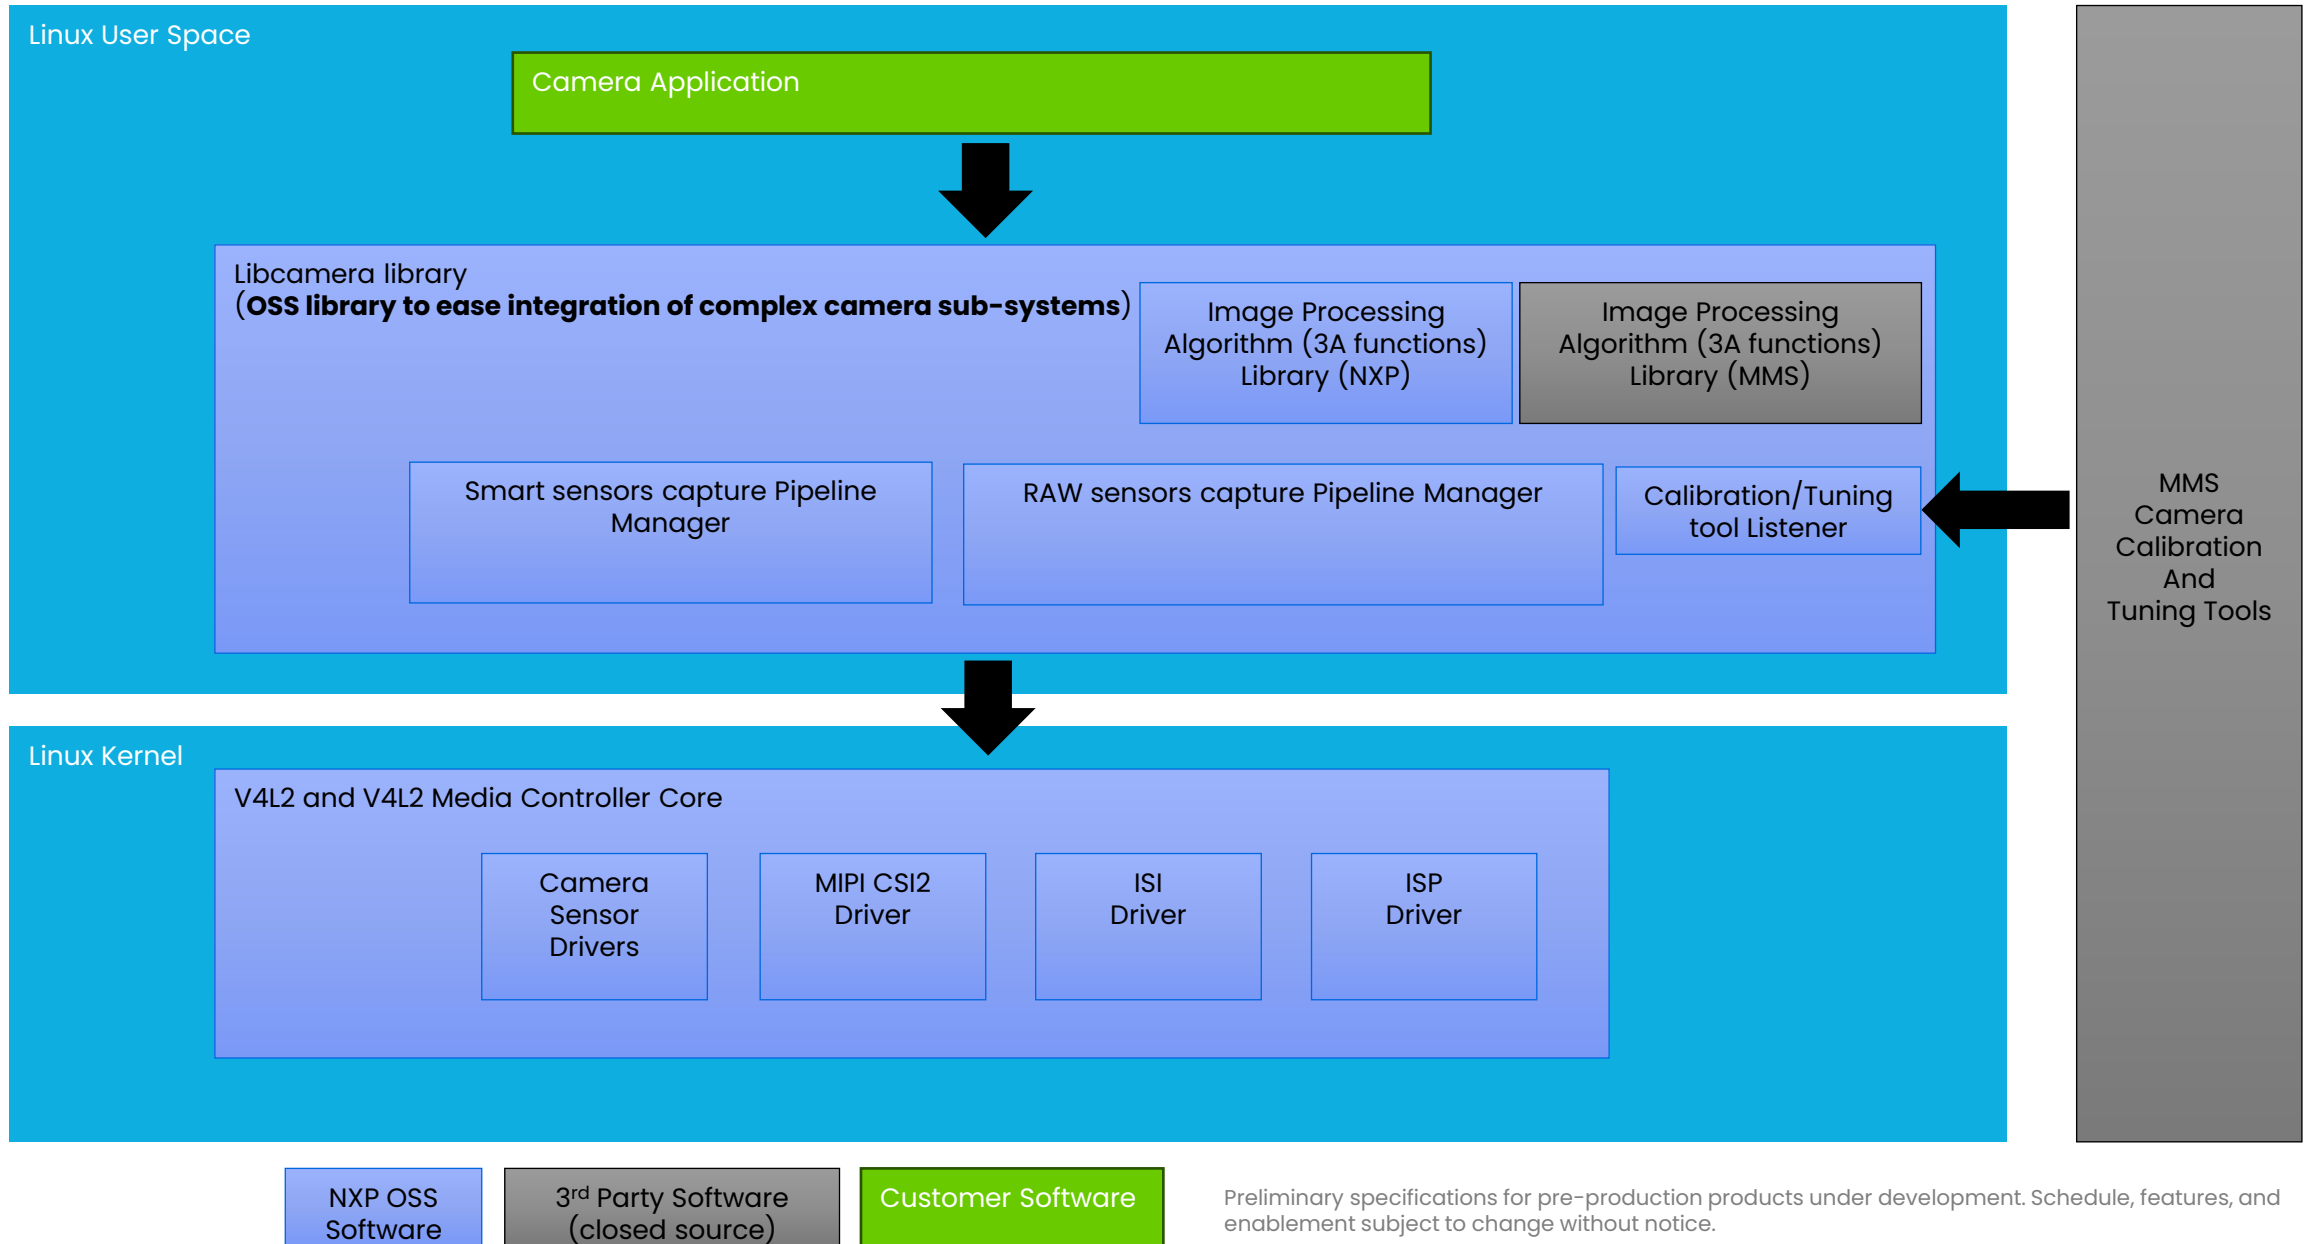 Linux User Space
Camera Application
Libcamera library
(OSS library to ease integration of complex camera sub-systems)
Image Processing
Algorithm (3A functions)
Library (NXP)
Image Processing
Algorithm (3A functions)
Library (MMS)
Smart sensors capture Pipeline
Manager
RAW sensors capture Pipeline Manager
Calibration/Tuning
tool Listener
MMS
Camera
Calibration
And
Tuning Tools
Linux Kernel
V4L2 and V4L2 Media Controller Core
Camera
Sensor
Drivers
MIPI CSI2
Driver
ISI
Driver
ISP
Driver
NXP OSS
Software
3rd Party Software
(closed source)
Customer Software
Preliminary specifications for pre-production products under development. Schedule, features, and
enablement subject to change without notice.